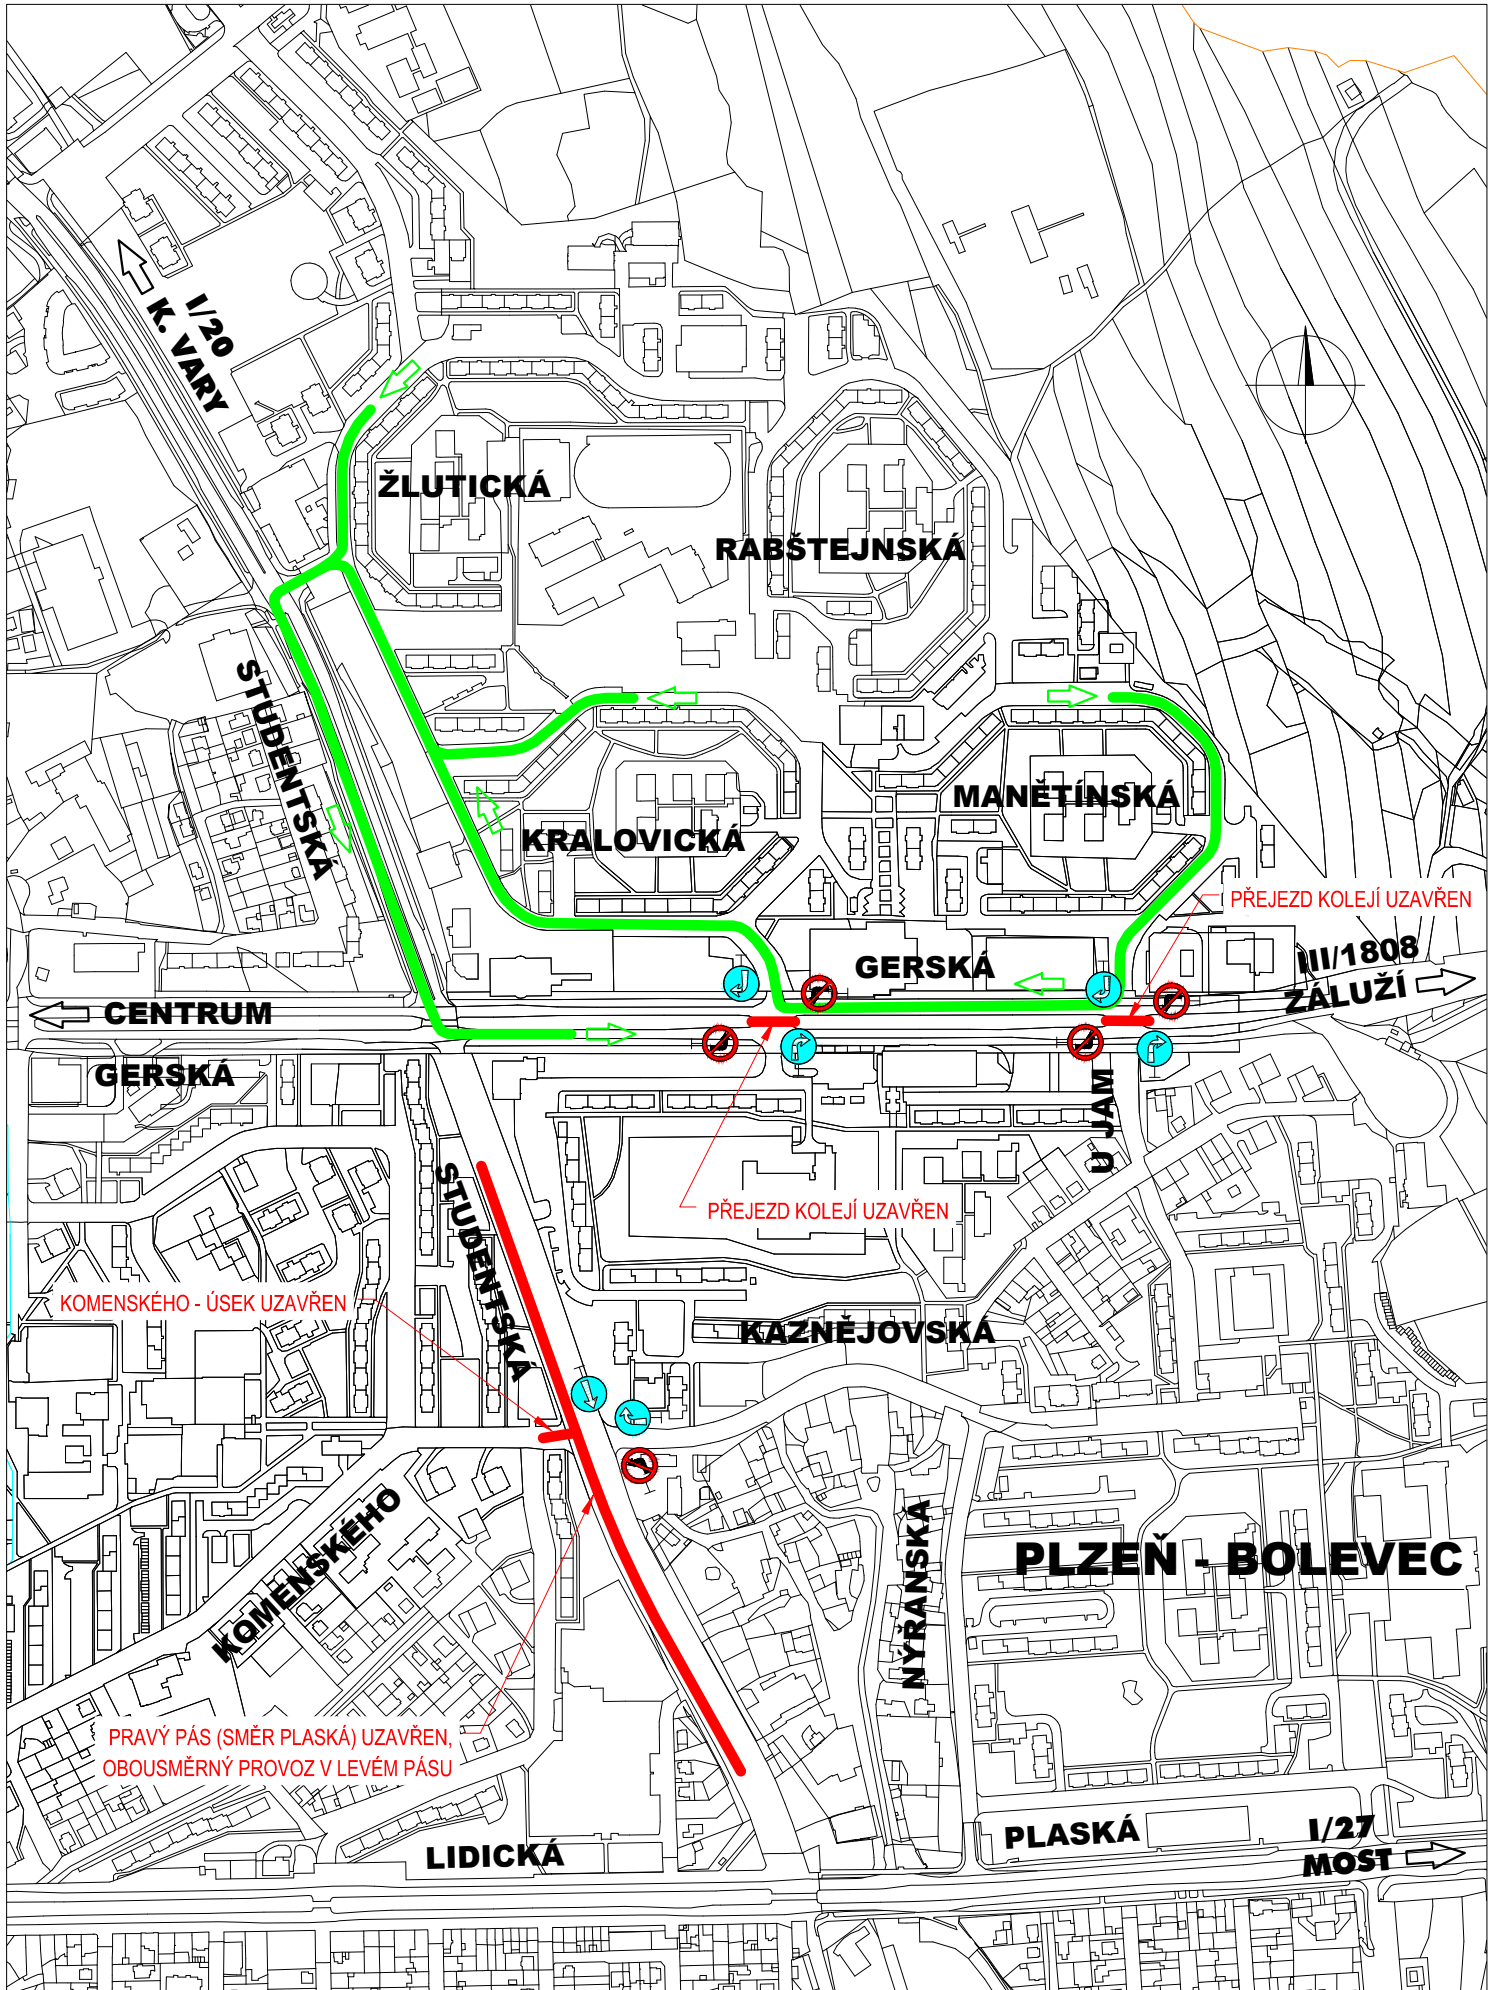 I/20
K. VARY
ŽLUTICKÁ
RABŠTEJNSKÁ
STUDENTSKÁ
MANĚTÍNSKÁ
KRALOVICKÁ
PŘEJEZD KOLEJÍ UZAVŘEN
GERSKÁ
III/1808
ZÁLUŽÍ
CENTRUM
GERSKÁ
U JAM
STUDENTSKÁ
PŘEJEZD KOLEJÍ UZAVŘEN
KOMENSKÉHO - ÚSEK UZAVŘEN
KAZNĚJOVSKÁ
KOMENSKÉHO
NÝŘANSKÁ
PLZEŇ - BOLEVEC
PRAVÝ PÁS (SMĚR PLASKÁ) UZAVŘEN,
OBOUSMĚRNÝ PROVOZ V LEVÉM PÁSU
LIDICKÁ
PLASKÁ
I/27
MOST